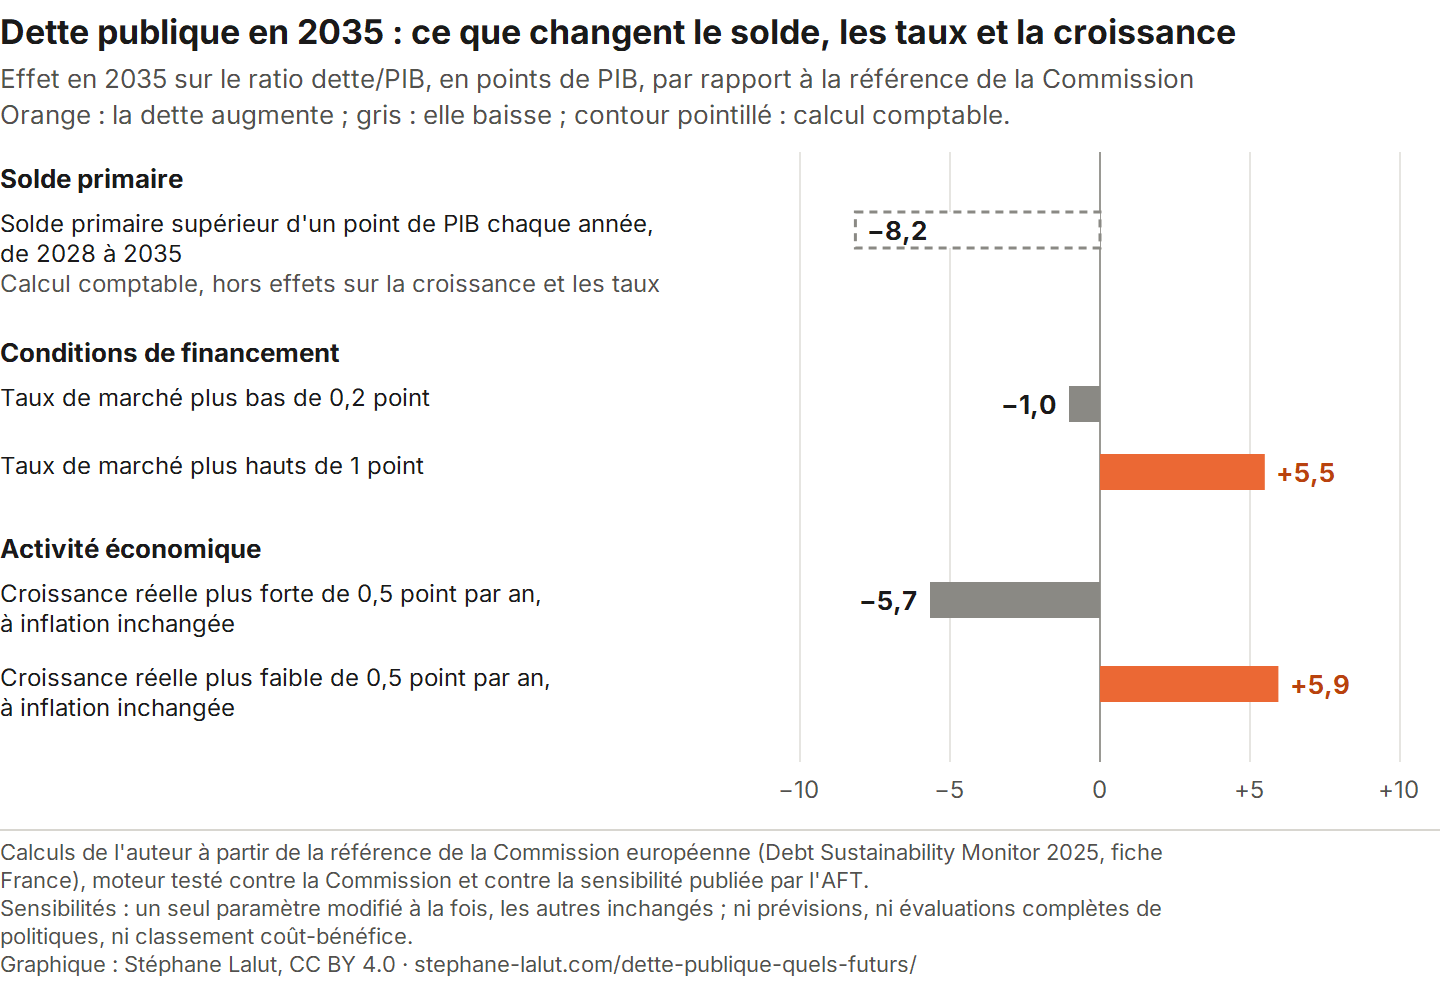 Dette publique en 2035 : ce que changent le solde, les taux et la croissance
Effet en 2035 sur le ratio dette/PIB, en points de PIB, par rapport à la référence de la Commission
Orange : la dette augmente ; gris : elle baisse ; contour pointillé : calcul comptable.
Solde primaire
Solde primaire supérieur d'un point de PIB chaque année,
de 2028 à 2035
Calcul comptable, hors effets sur la croissance et les taux
−8,2
Conditions de financement
Taux de marché plus bas de 0,2 point
−1,0
Taux de marché plus hauts de 1 point
+5,5
Activité économique
Croissance réelle plus forte de 0,5 point par an,
à inflation inchangée
−5,7
Croissance réelle plus faible de 0,5 point par an,
à inflation inchangée
+5,9
−10 −5 0 +5 +10
Calculs de l'auteur à partir de la référence de la Commission européenne (Debt Sustainability Monitor 2025, fiche
France), moteur testé contre la Commission et contre la sensibilité publiée par l'AFT.
Sensibilités : un seul paramètre modifié à la fois, les autres inchangés ; ni prévisions, ni évaluations complètes de
politiques, ni classement coût-bénéfice.
Graphique : Stéphane Lalut, CC BY 4.0 · stephane-lalut.com/dette-publique-quels-futurs/